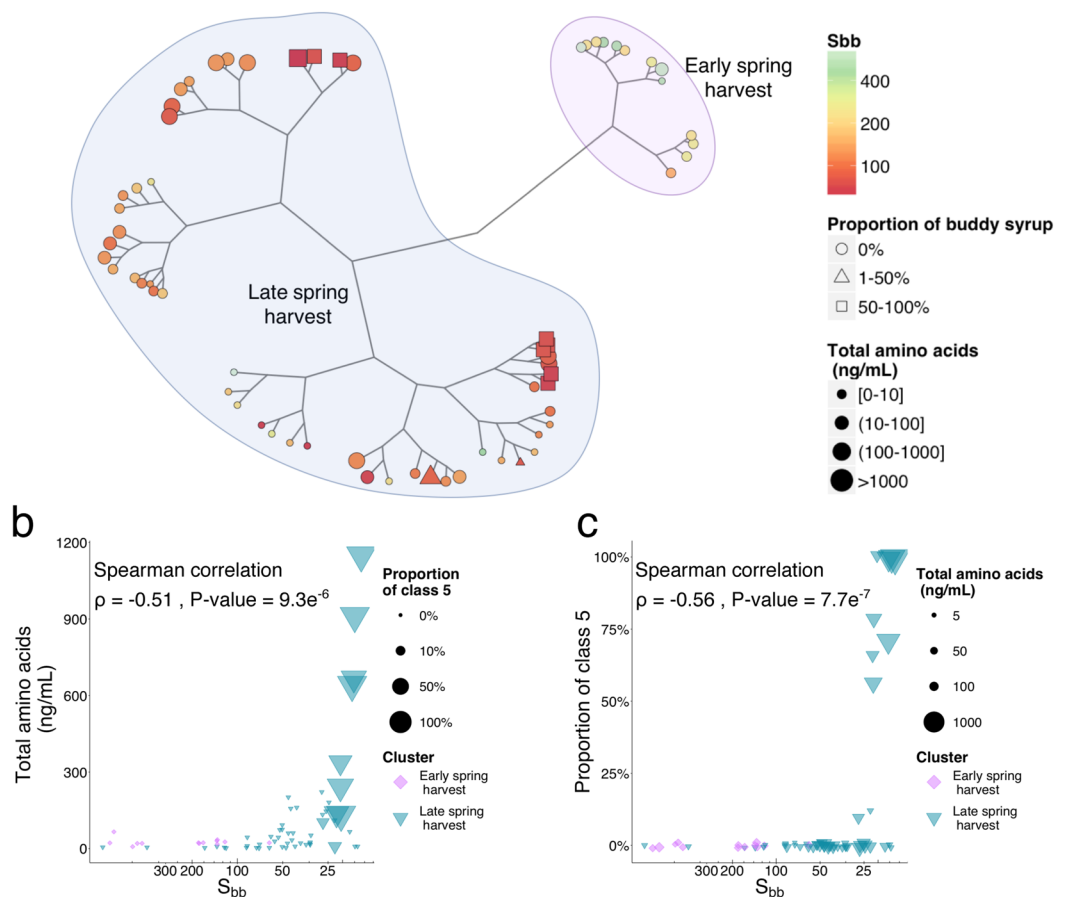 Early spring
harvest
Late spring
harvest
Sbb
400
200
100
Proportion of buddy syrup
0%
1-50%
50-100%
Total amino acids
(ng/mL)
[0-10]
(10-100]
(100-1000]
>1000
b
Spearman correlation
ρ = -0.51 , P-value = 9.3e⁻⁶
Total amino acids
(ng/mL)
1200
900
600
300
0
300 200 100 50 25
S_bb
Proportion
of class 5
0%
10%
50%
100%
Cluster
Early spring
harvest
Late spring
harvest
c
Spearman correlation
ρ = -0.56 , P-value = 7.7e⁻⁷
Proportion of class 5
100%
75%
50%
25%
0%
300 200 100 50 25
S_bb
Total amino acids
(ng/mL)
5
50
100
1000
Cluster
Early spring
harvest
Late spring
harvest